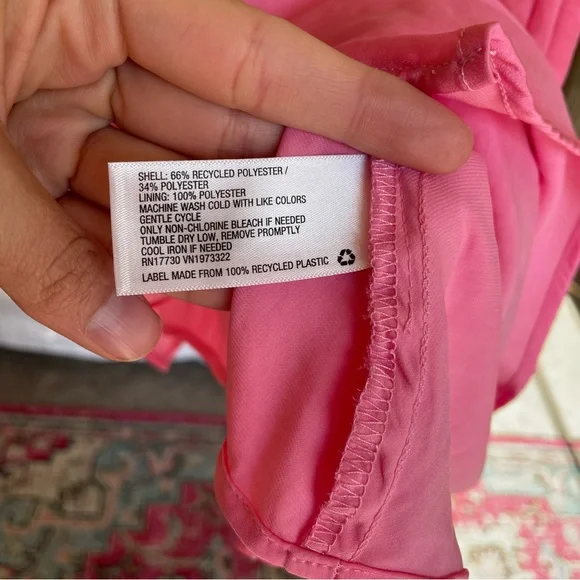 SHELL: 66% RECYCLED POLYESTER /
34% POLYESTER
LINING: 100% POLYESTER
MACHINE WASH COLD WITH LIKE COLORS
GENTLE CYCLE
ONLY NON-CHLORINE BLEACH IF NEEDED
TUMBLE DRY LOW, REMOVE PROMPTLY
COOL IRON IF NEEDED
RN17730 VN1973322
LABEL MADE FROM 100% RECYCLED PLASTIC